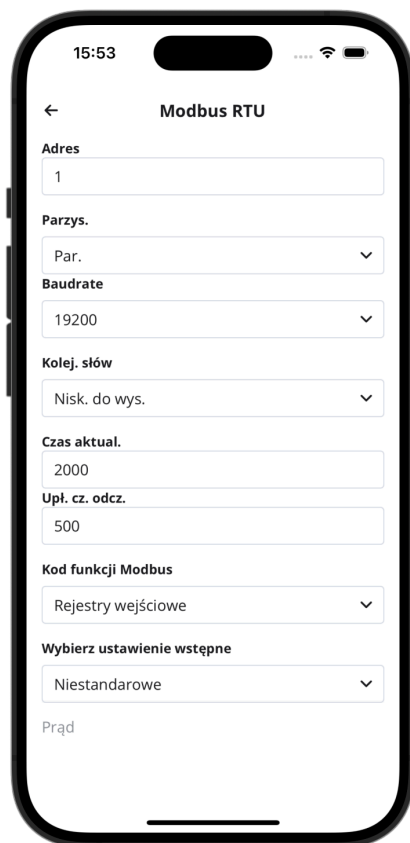 15:53
Modbus RTU
Adres
1
Parzys.
Par.
Baudrate
19200
Kolej. słów
Nisk. do wys.
Czas aktual.
2000
Upł. cz. odcz.
500
Kod funkcji Modbus
Rejestry wejściowe
Wybierz ustawienie wstępne
Niestandarowe
Prąd